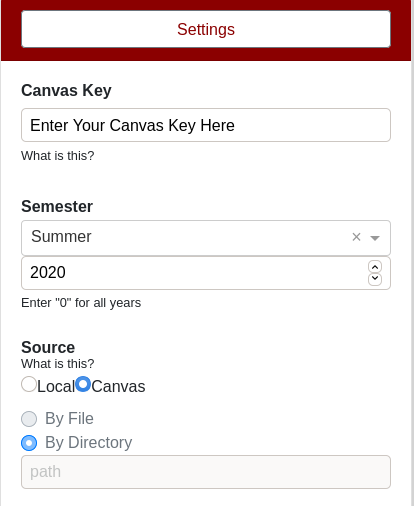 Settings
Canvas Key
Enter Your Canvas Key Here
What is this?
Semester
Summer ×
2020
Enter "0" for all years
Source
What is this?
Local Canvas
By File
By Directory
path